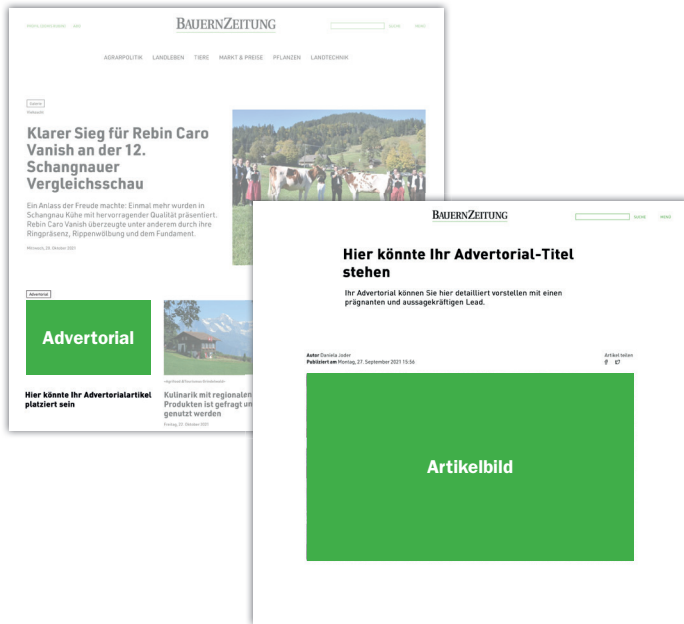 BAUERNZEITUNG
SUCHE
MENÜ
AGRARPOLITIK LANDLEBEN TIERE MARKT & PREISE PFLANZEN LANDTECHNIK
Klarer Sieg für Rebin Caro
Vanish an der 12.
Schangnauer
Vergleichsschau
Ein Anlass der Freude machte: Einmal
mehr wurden in
Schangnau Kühe mit hervorragender Qualität präsentiert.
Rebin Caro Vanish überzeugte unter anderem durch ihre
Ringpräsenz, Rippenwölbung und dem Fundament.
Mittwoch, 20. Oktober 2021
Advertorial
Advertorial
Hier könnte Ihr Advertorialartikel
platziert sein
Kulinarik mit regionalen
Produkten ist gefragt un
genutzt werden
BAUERNZEITUNG
SUCHE
MENÜ
Hier könnte Ihr Advertorial-Titel
stehen
Ihr Advertorial können Sie hier detailliert vorstellen mit einen
prägnanten und aussagekräftigen Lead.
Autor Daniela Joder
Publiziert am Montag, 27. September 2021 15:56
Artikel teilen
Artikelbild